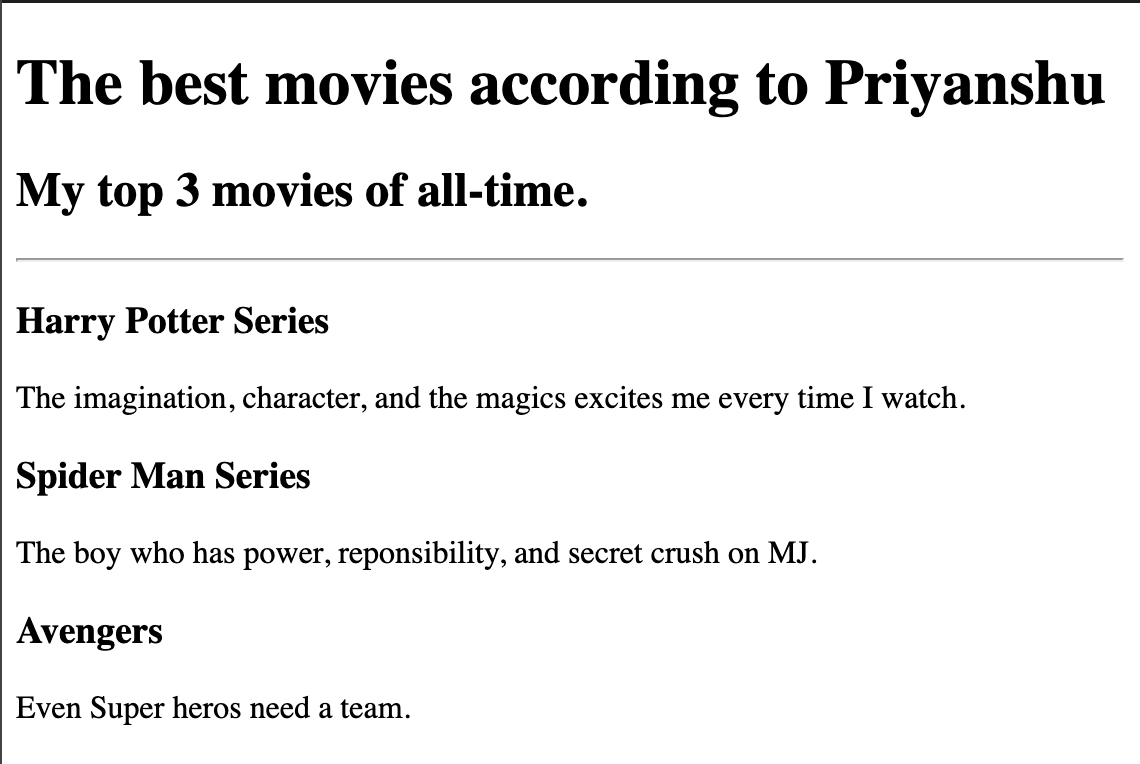 The best movies according to Priyanshu
My top 3 movies of all-time.
Harry Potter Series
The imagination, character, and the magics excites me every time I watch.
Spider Man Series
The boy who has power, reponsibility, and secret crush on MJ.
Avengers
Even Super heros need a team.